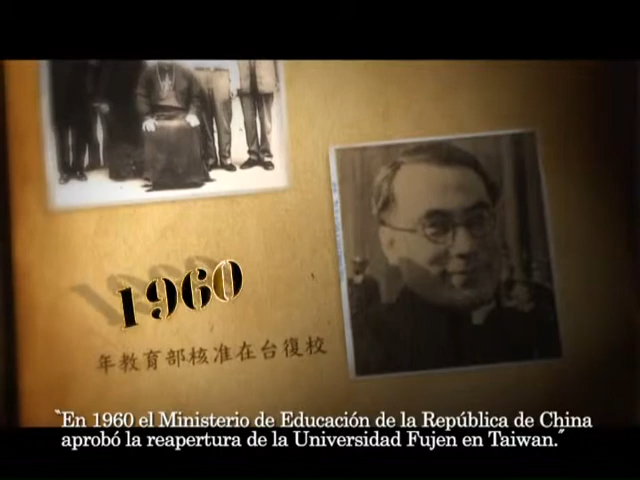 1960
年教育部核准在台復校
"En 1960 el Ministerio de Educación de la República de China
aprobó la reapertura de la Universidad Fujen en Taiwan."